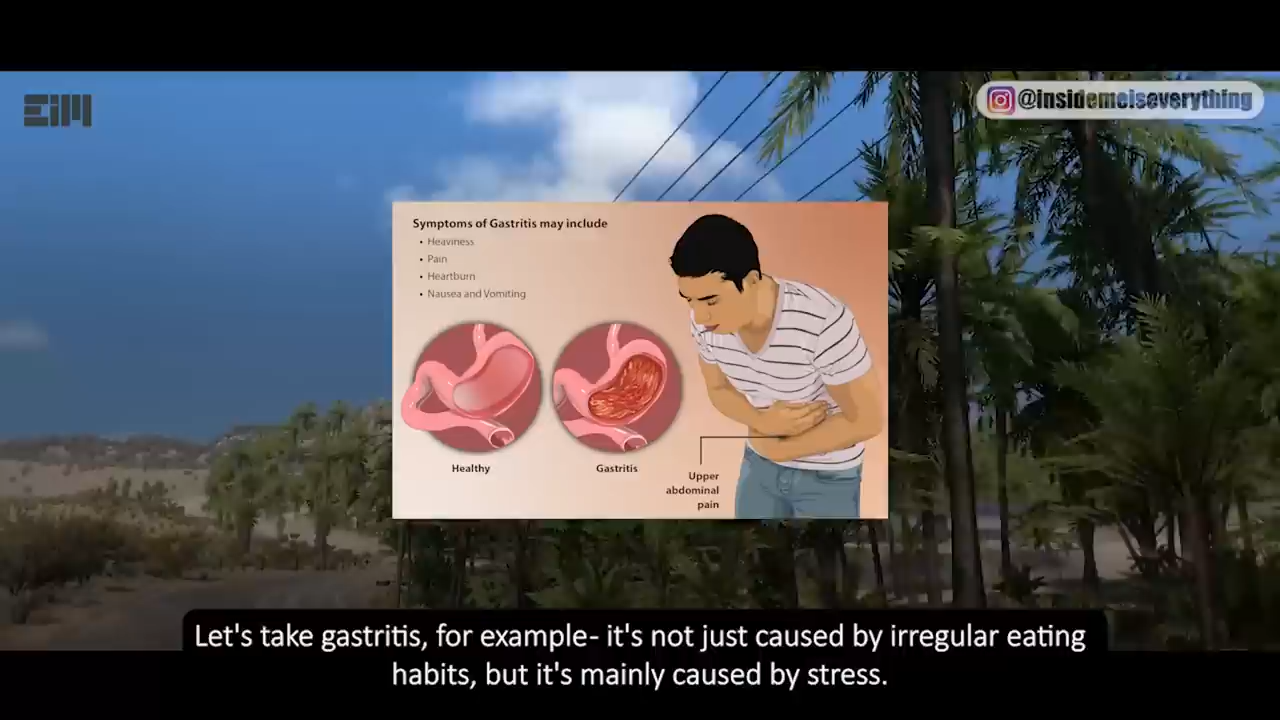 EiM
@insidemeiseverything
Symptoms of Gastritis may include
• Heaviness
• Pain
• Heartburn
• Nausea and Vomiting
Healthy
Gastritis
Upper
abdominal
pain
Let's take gastritis, for example- it's not just caused by irregular eating
habits, but it's mainly caused by stress.